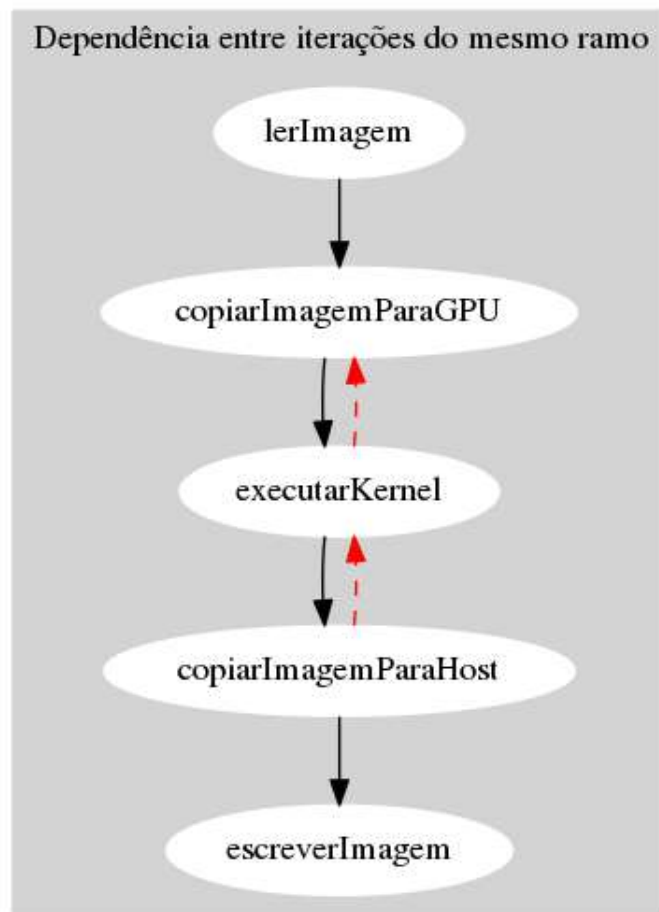 Dependência entre iterações do mesmo ramo
lerImagem
copiarImagemParaGPU
executarKernel
copiarImagemParaHost
escreverImagem